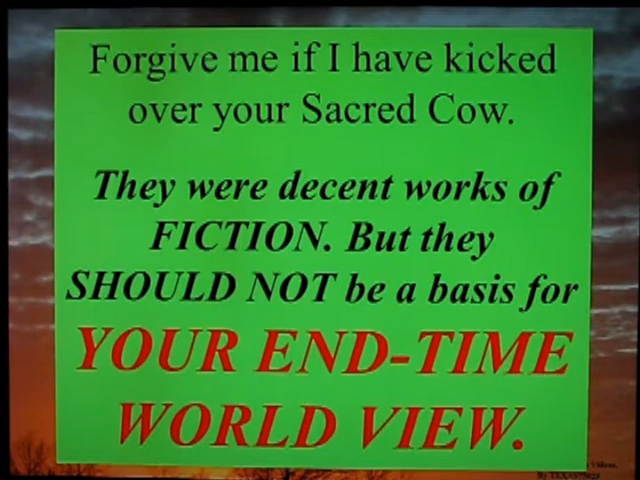 Forgive me if I have kicked
over your Sacred Cow.
They were decent works of
FICTION. But they
SHOULD NOT be a basis for
YOUR END-TIME
WORLD VIEW.
Videos.